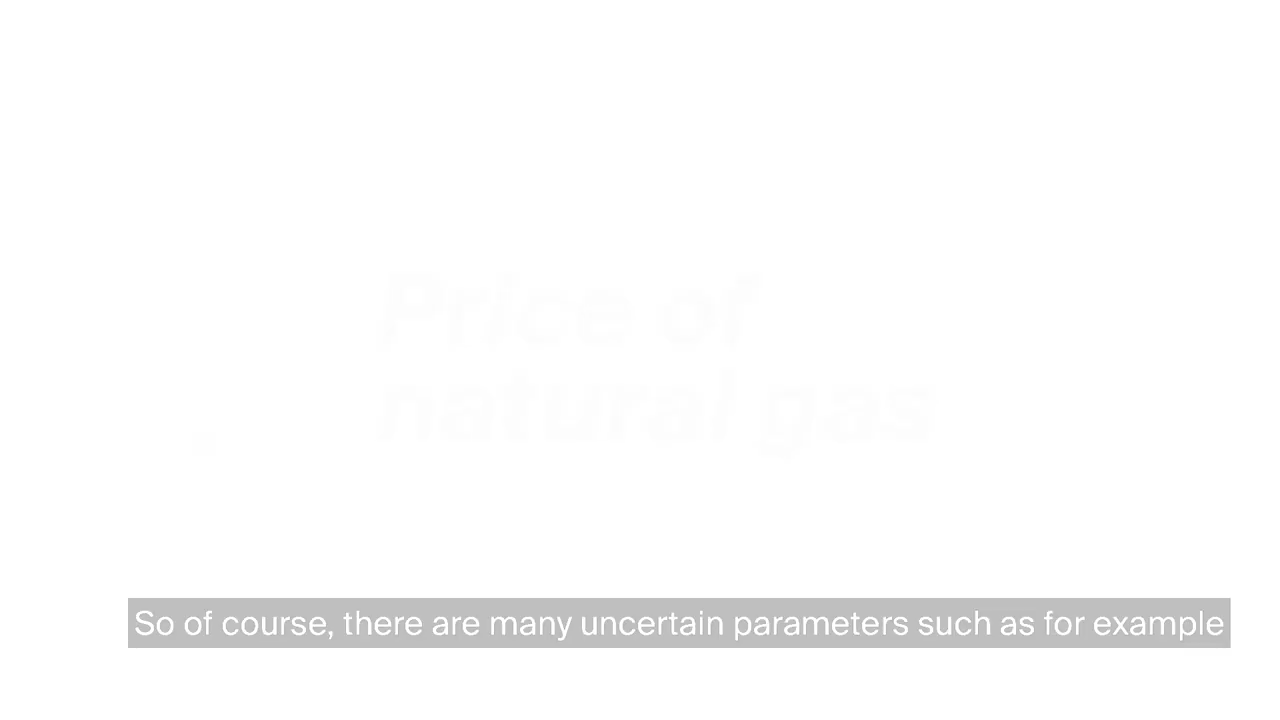 Price of
natural gas
So of course, there are many uncertain parameters such as for example